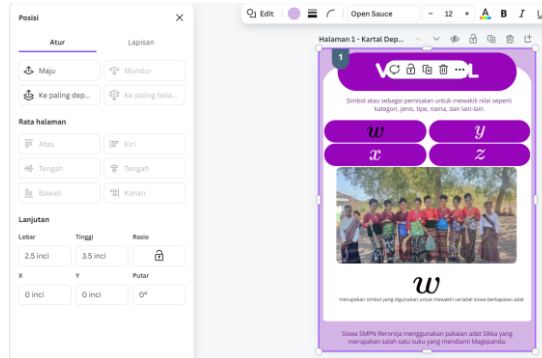 Posisi
Atur
Lapisan
Maju
Mundur
Ke paling dep...
Ke paling bela...
Rata halaman
Atas
Kiri
Tengah
Tengah
Bawah
Kanan
Lanjutan
Lebar
Tinggi
Rasio
2.5 inci
3.5 inci
X
Y
Putar
0 inci
0 inci
0°
Edit
Open Sauce
- 12 +
A
B
I
U
Halaman 1 - Kartal Dep...
1
Simbol atau sebagai permisalan untuk mewakili nilai seperti
kategori, jenis, tipe, nama, dan lain-lain
w
y
x
z
w
merupakan simbol yang digunakan untuk mewakili variabel siswa berkapaian adat
Siswa SMPN Reroroja menggunakan pakaian adat Sikka yang
merupakan salah satu suku yang mendiami Magepanda.